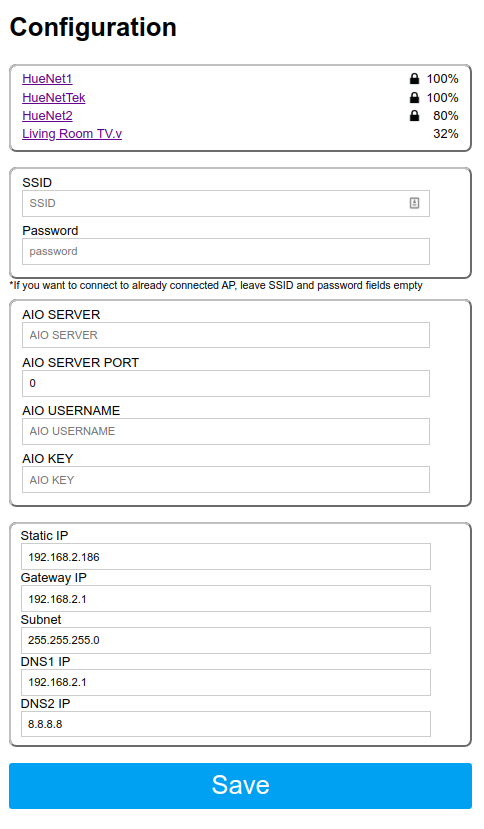 Configuration
HueNet1 100%
HueNetTek 100%
HueNet2 80%
Living Room TV.v 32%
SSID
SSID
Password
password
*If you want to connect to already connected AP, leave SSID and password fields empty
AIO SERVER
AIO SERVER
AIO SERVER PORT
0
AIO USERNAME
AIO USERNAME
AIO KEY
AIO KEY
Static IP
192.168.2.186
Gateway IP
192.168.2.1
Subnet
255.255.255.0
DNS1 IP
192.168.2.1
DNS2 IP
8.8.8.8
Save